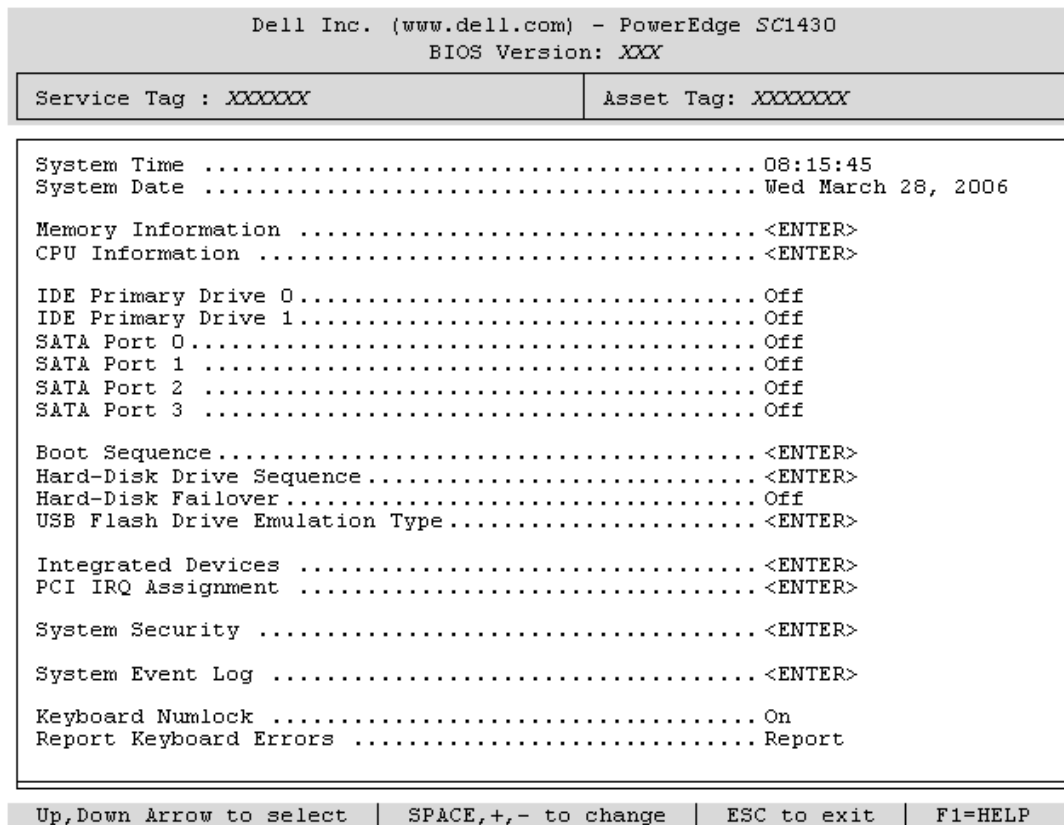 Dell Inc. (www.dell.com) - PowerEdge SC1430
BIOS Version: XXX
Service Tag : XXXXXX Asset Tag: XXXXXXX
System Time ......................................... 08:15:45
System Date ......................................... Wed March 28, 2006
Memory Information .................................. <ENTER>
CPU Information ..................................... <ENTER>
IDE Primary Drive 0.................................. Off
IDE Primary Drive 1.................................. Off
SATA Port 0.......................................... Off
SATA Port 1 ......................................... Off
SATA Port 2 ......................................... Off
SATA Port 3 ......................................... Off
Boot Sequence........................................ <ENTER>
Hard-Disk Drive Sequence............................. <ENTER>
Hard-Disk Failover................................... Off
USB Flash Drive Emulation Type....................... <ENTER>
Integrated Devices .................................. <ENTER>
PCI IRQ Assignment .................................. <ENTER>
System Security ..................................... <ENTER>
System Event Log .................................... <ENTER>
Keyboard Numlock .................................... On
Report Keyboard Errors .............................. Report
Up,Down Arrow to select | SPACE,+,- to change | ESC to exit | F1=HELP